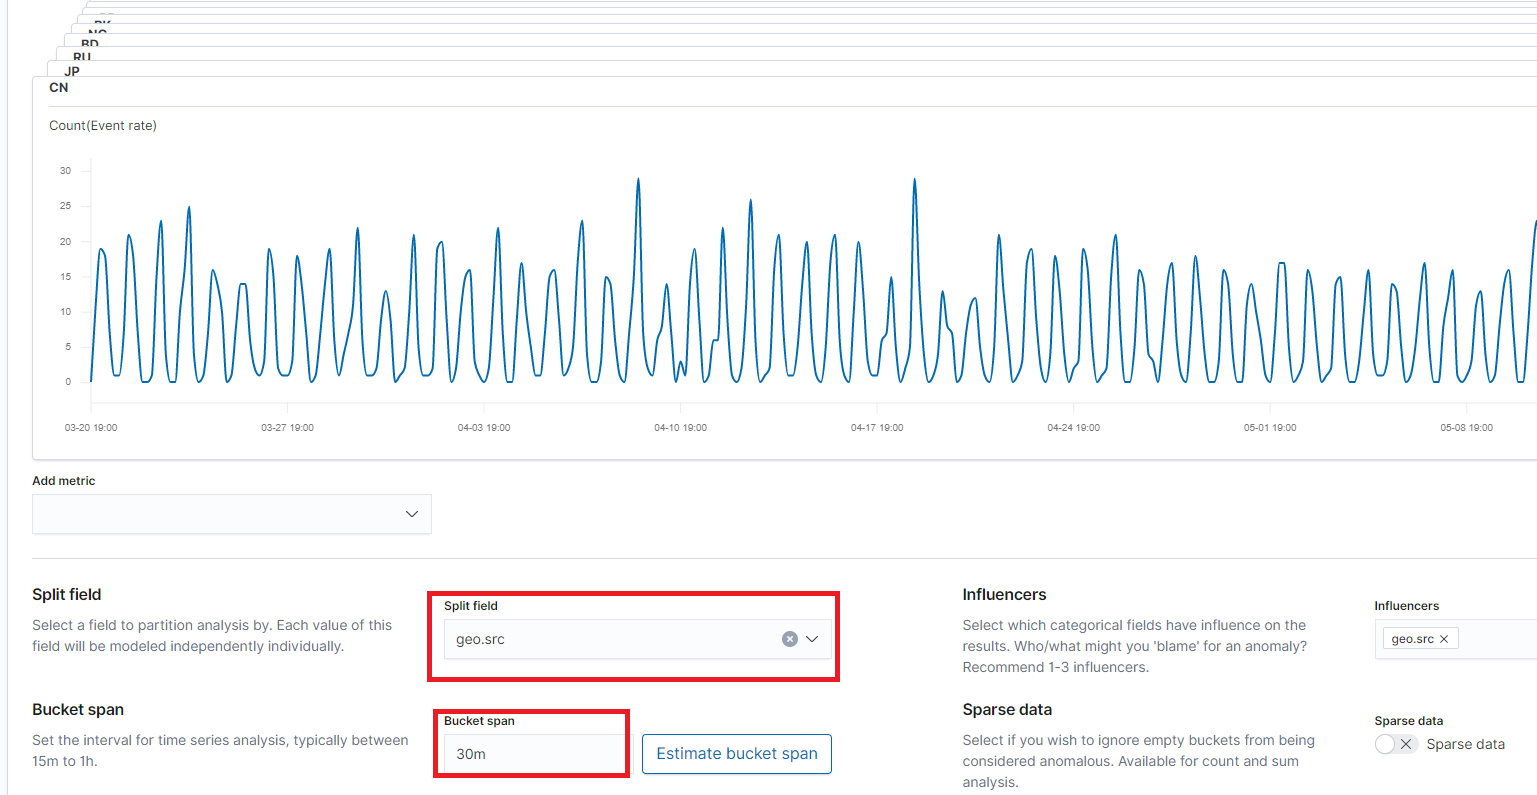 RU
JP
CN
Count(Event rate)
30
25
20
15
10
5
0
03-20 19:00 03-27 19:00 04-03 19:00 04-10 19:00 04-17 19:00 04-24 19:00 05-01 19:00 05-08 19:00
Add metric
Split field
Select a field to partition analysis by. Each value of this
field will be modeled independently individually.
Split field
geo.src
Influencers
Select which categorical fields have influence on the
results. Who/what might you 'blame' for an anomaly?
Recommend 1-3 influencers.
Influencers
geo.src
Bucket span
Set the interval for time series analysis, typically between
15m to 1h.
Bucket span
30m
Estimate bucket span
Sparse data
Select if you wish to ignore empty buckets from being
considered anomalous. Available for count and sum
analysis.
Sparse data
Sparse data